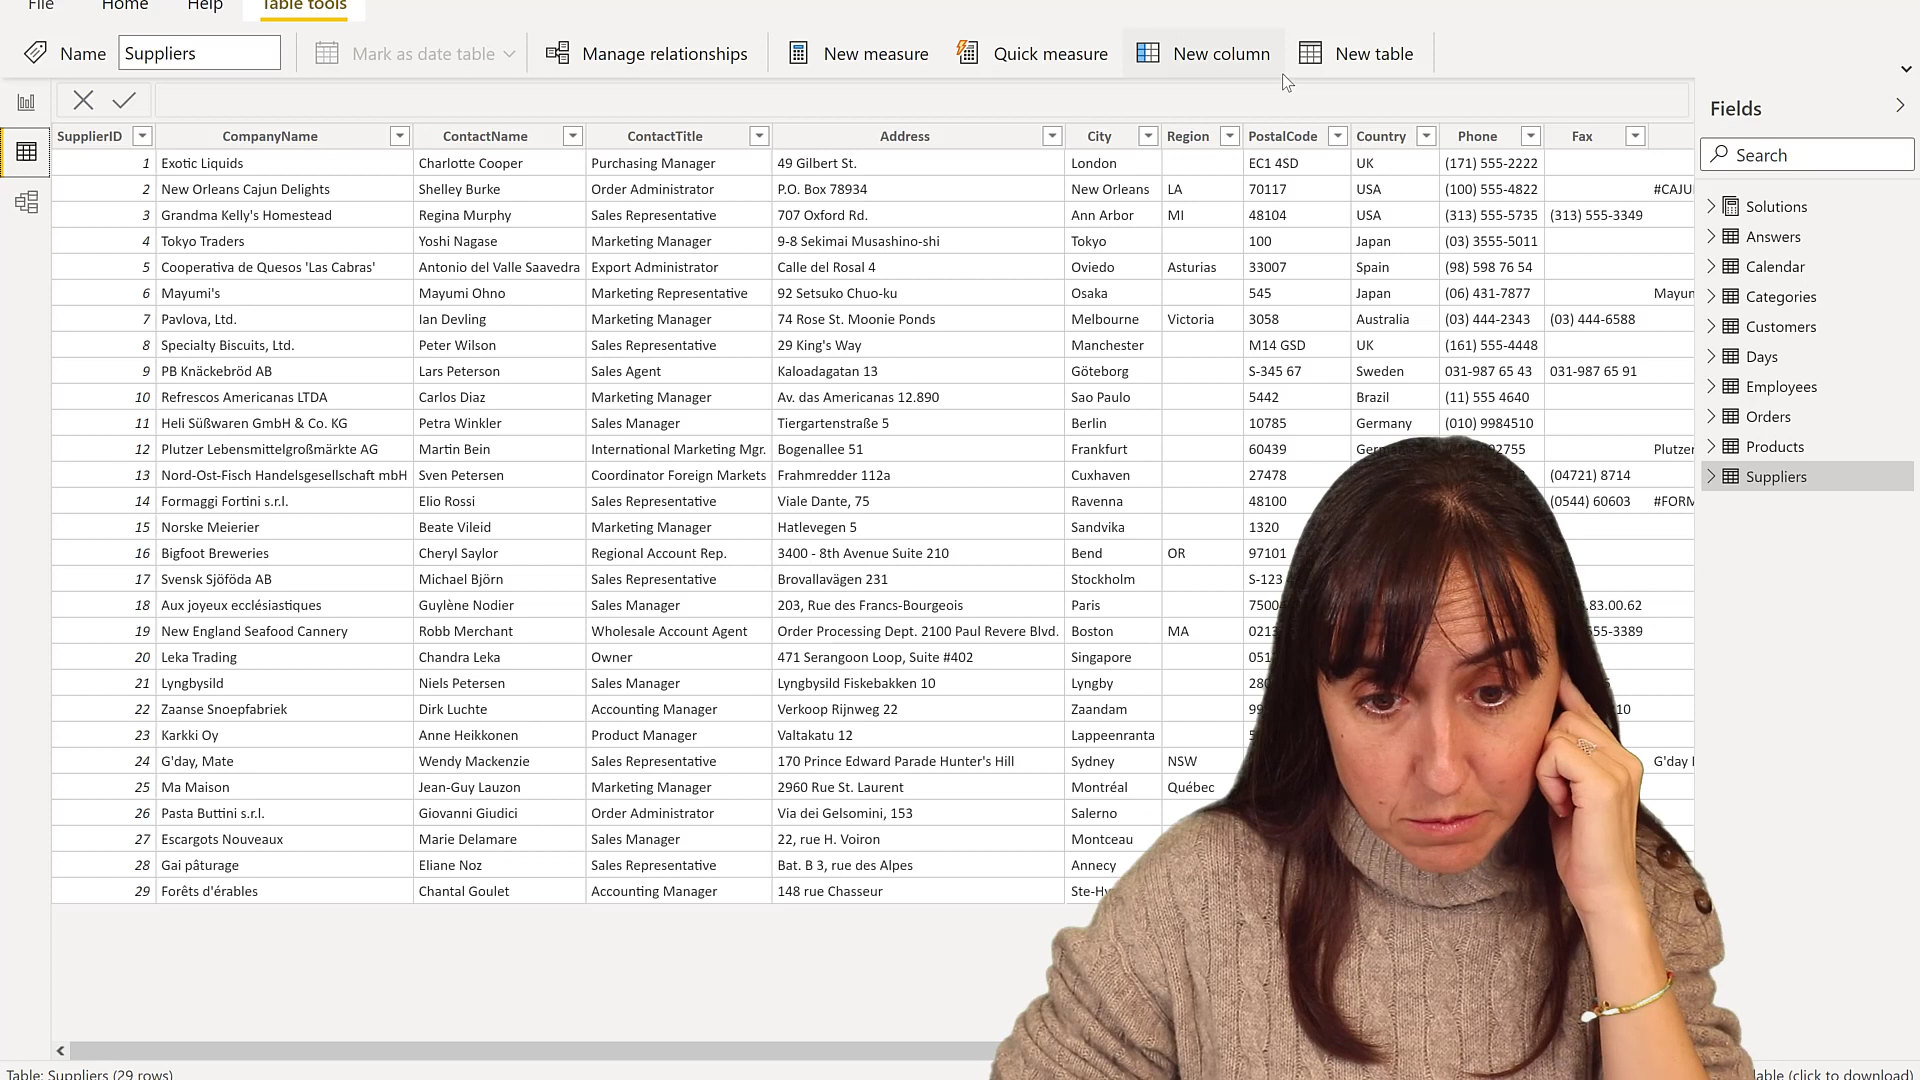 File Home Help Table tools
Name Suppliers Mark as date table Manage relationships New measure Quick measure New column New table
Fields
Search
Solutions
Answers
Calendar
Categories
Customers
Days
Employees
Orders
Products
Suppliers
SupplierID CompanyName ContactName ContactTitle Address City Region PostalCode Country Phone Fax
1 Exotic Liquids Charlotte Cooper Purchasing Manager 49 Gilbert St. London EC1 4SD UK (171) 555-2222
2 New Orleans Cajun Delights Shelley Burke Order Administrator P.O. Box 78934 New Orleans LA 70117 USA (100) 555-4822 #CAJU
3 Grandma Kelly's Homestead Regina Murphy Sales Representative 707 Oxford Rd. Ann Arbor MI 48104 USA (313) 555-5735 (313) 555-3349
4 Tokyo Traders Yoshi Nagase Marketing Manager 9-8 Sekimai Musashino-shi Tokyo 100 Japan (03) 3555-5011
5 Cooperativa de Quesos 'Las Cabras' Antonio del Valle Saavedra Export Administrator Calle del Rosal 4 Oviedo Asturias 33007 Spain (98) 598 76 54
6 Mayumi's Mayumi Ohno Marketing Representative 92 Setsuko Chuo-ku Osaka 545 Japan (06) 431-7877 Mayun
7 Pavlova, Ltd. Ian Devling Marketing Manager 74 Rose St. Moonie Ponds Melbourne Victoria 3058 Australia (03) 444-2343 (03) 444-6588
8 Specialty Biscuits, Ltd. Peter Wilson Sales Representative 29 King's Way Manchester M14 GSD UK (161) 555-4448
9 PB Knäckebröd AB Lars Peterson Sales Agent Kaloadagatan 13 Göteborg S-345 67 Sweden 031-987 65 43 031-987 65 91
10 Refrescos Americanas LTDA Carlos Diaz Marketing Manager Av. das Americanas 12.890 Sao Paulo 5442 Brazil (11) 555 4640
11 Heli Süßwaren GmbH & Co. KG Petra Winkler Sales Manager Tiergartenstraße 5 Berlin 10785 Germany (010) 9984510
12 Plutzer Lebensmittelgroßmärkte AG Martin Bein International Marketing Mgr. Bogenallee 51 Frankfurt 60439 Ger 92755 Plutzer
13 Nord-Ost-Fisch Handelsgesellschaft mbH Sven Petersen Coordinator Foreign Markets Frahmredder 112a Cuxhaven 27478 (04721) 8714
14 Formaggi Fortini s.r.l. Elio Rossi Sales Representative Viale Dante, 75 Ravenna 48100 (0544) 60603 #FORM
15 Norske Meierier Beate Vileid Marketing Manager Hatlevegen 5 Sandvika 1320
16 Bigfoot Breweries Cheryl Saylor Regional Account Rep. 3400 - 8th Avenue Suite 210 Bend OR 97101
17 Svensk Sjöföda AB Michael Björn Sales Representative Brovallavägen 231 Stockholm S-123
18 Aux joyeux ecclésiastiques Guylène Nodier Sales Manager 203, Rue des Francs-Bourgeois Paris 75004 .83.00.62
19 New England Seafood Cannery Robb Merchant Wholesale Account Agent Order Processing Dept. 2100 Paul Revere Blvd. Boston MA 0213 555-3389
20 Leka Trading Chandra Leka Owner 471 Serangoon Loop, Suite #402 Singapore 051
21 Lyngbysild Niels Petersen Sales Manager Lyngbysild Fiskebakken 10 Lyngby 280
22 Zaanse Snoepfabriek Dirk Luchte Accounting Manager Verkoop Rijnweg 22 Zaandam 99 10
23 Karkki Oy Anne Heikkonen Product Manager Valtakatu 12 Lappeenranta 5
24 G'day, Mate Wendy Mackenzie Sales Representative 170 Prince Edward Parade Hunter's Hill Sydney NSW G'day
25 Ma Maison Jean-Guy Lauzon Marketing Manager 2960 Rue St. Laurent Montréal Québec
26 Pasta Buttini s.r.l. Giovanni Giudici Order Administrator Via dei Gelsomini, 153 Salerno
27 Escargots Nouveaux Marie Delamare Sales Manager 22, rue H. Voiron Montceau
28 Gai pâturage Eliane Noz Sales Representative Bat. B 3, rue des Alpes Annecy
29 Forêts d'érables Chantal Goulet Accounting Manager 148 rue Chasseur Ste-Hy
Table: Suppliers (29 rows) lable (click to download)